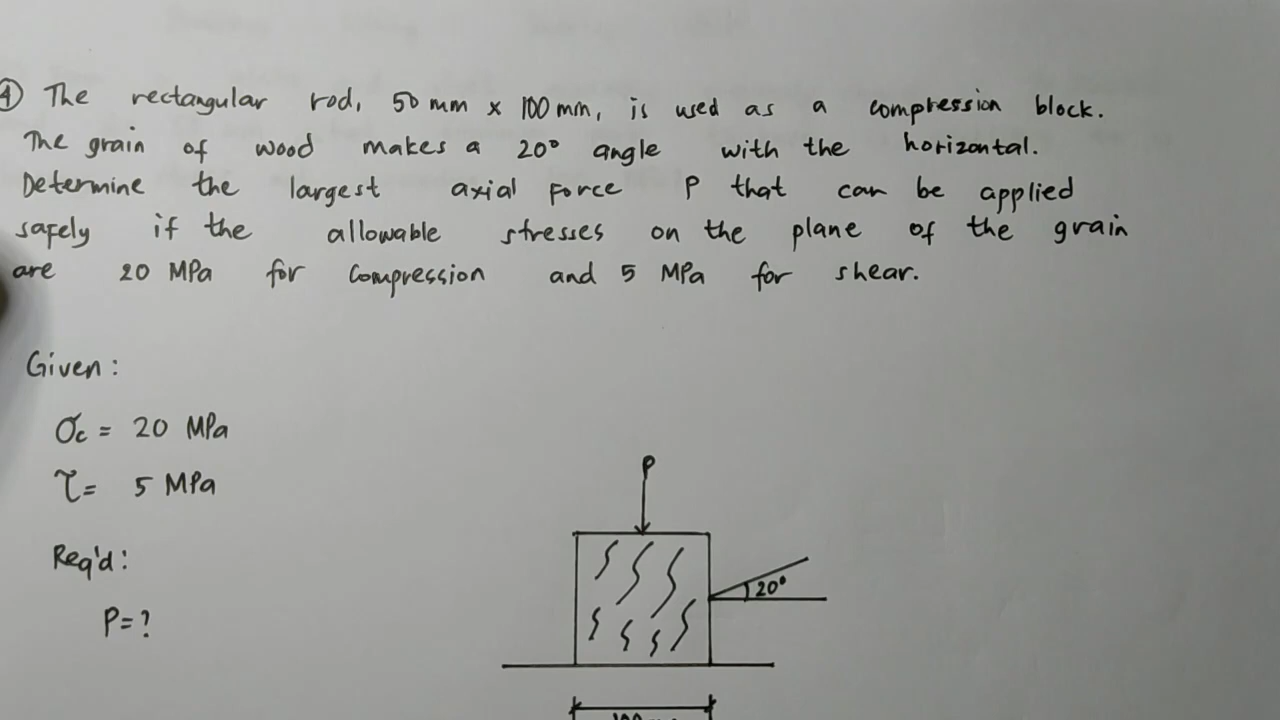 ④ The rectangular rod, 50 mm x 100 mm, is used as a compression block.
The grain of wood makes a 20° angle with the horizontal.
Determine the largest axial force P that can be applied
safely if the allowable stresses on the plane of the grain
are 20 MPa for compression and 5 MPa for shear.
Given:
σc = 20 MPa
τ = 5 MPa
Req'd:
P = ?
P
20°